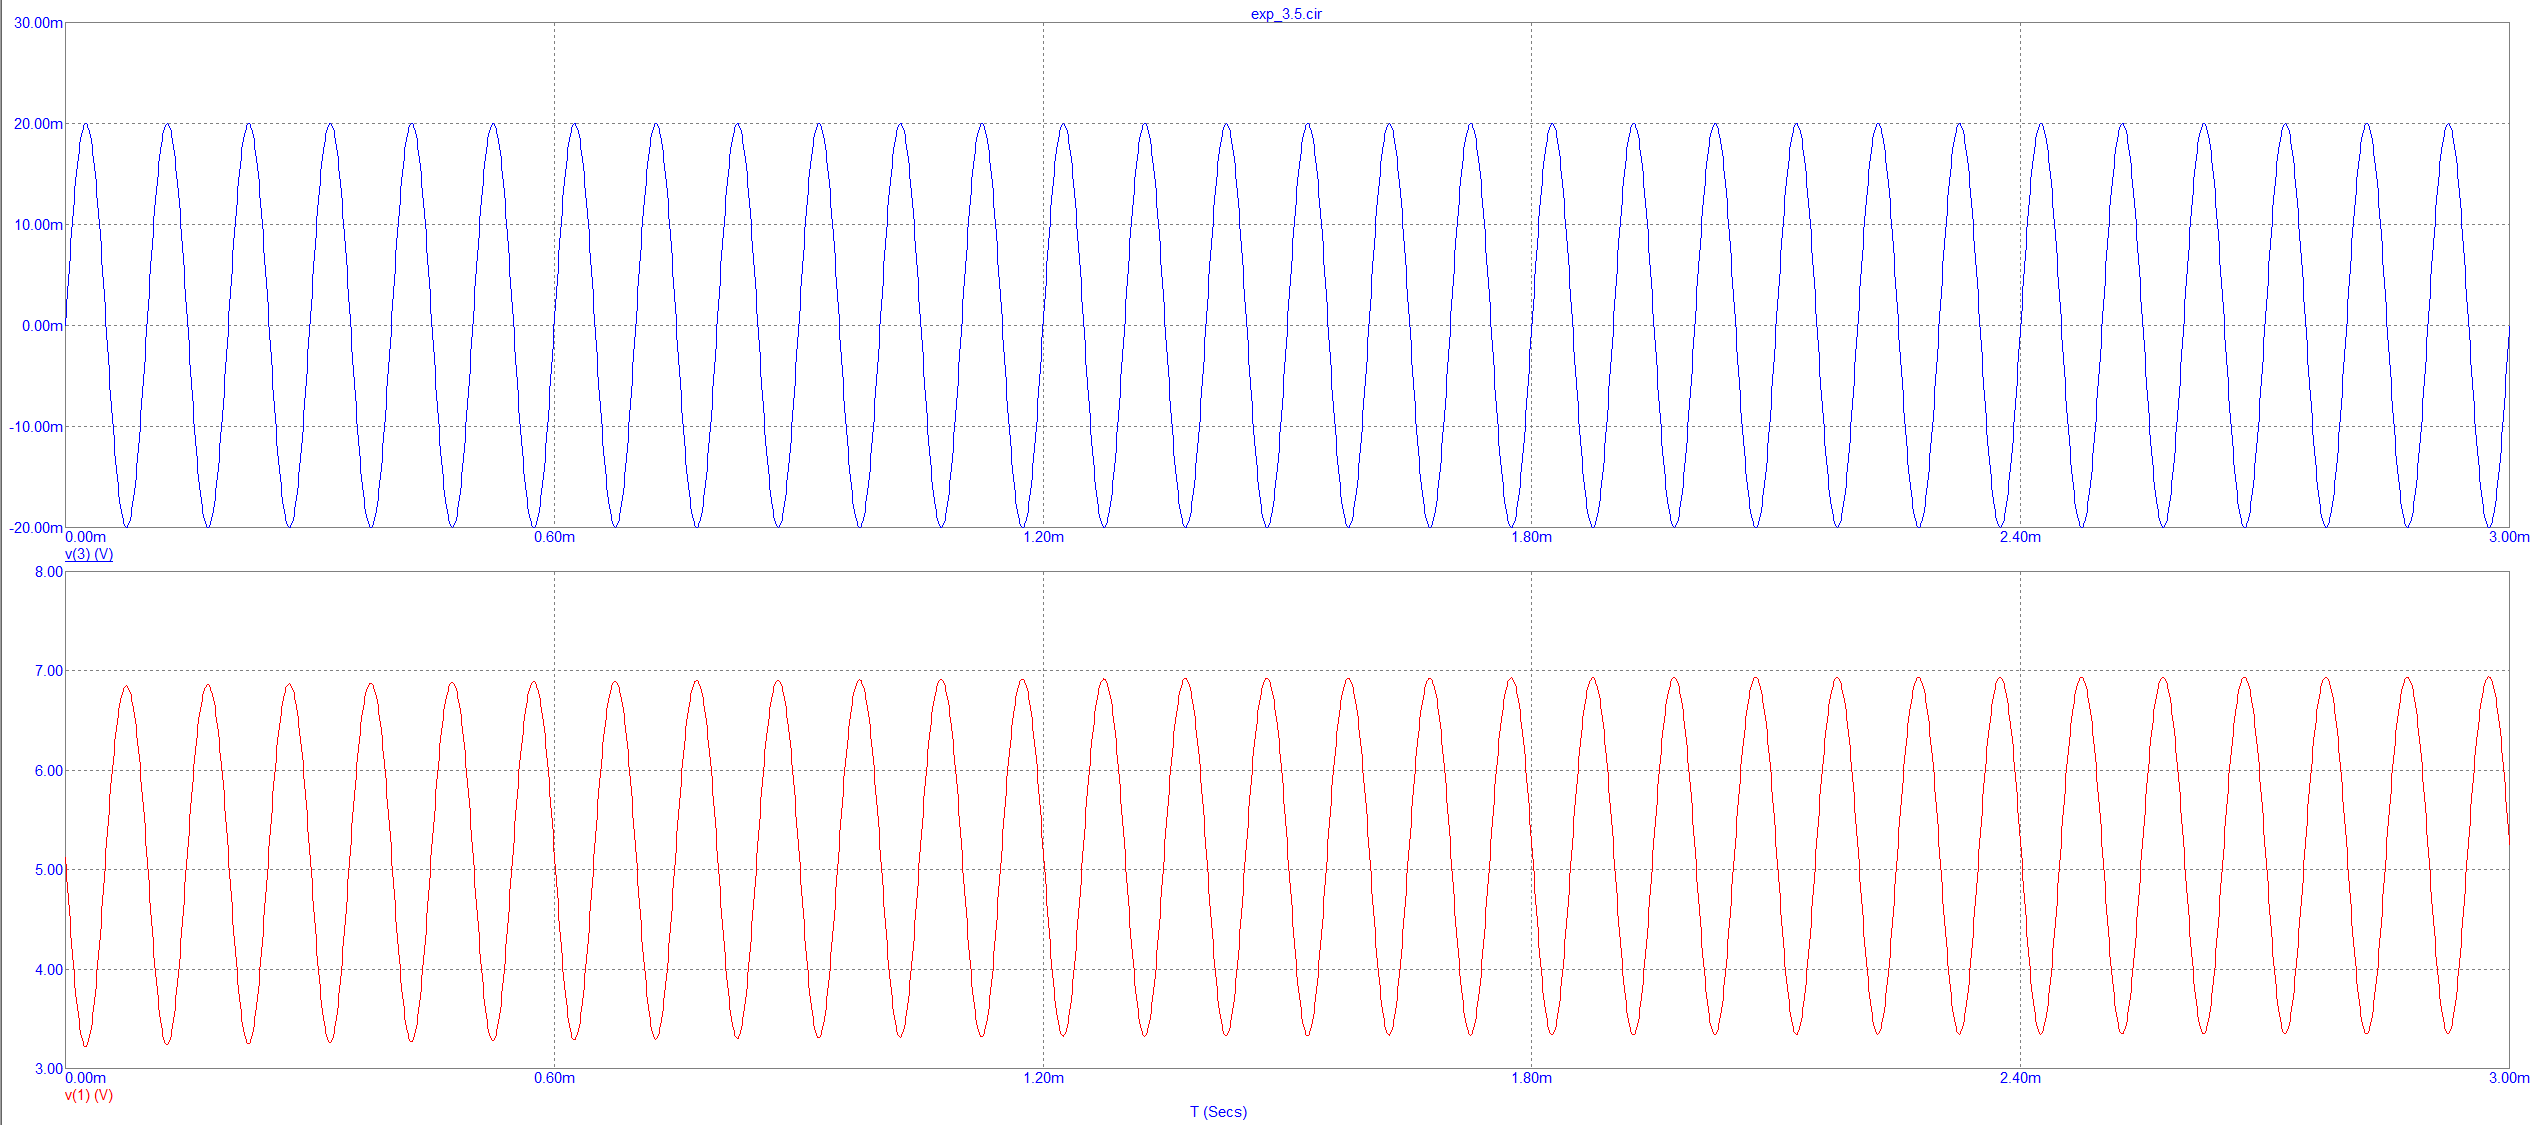 exp_3.5.cir
30.00m
20.00m
10.00m
0.00m
-10.00m
-20.00m
0.00m 0.60m 1.20m 1.80m 2.40m 3.00m
v(3) (V)
8.00
7.00
6.00
5.00
4.00
3.00
0.00m 0.60m 1.20m 1.80m 2.40m 3.00m
v(1) (V)
T (Secs)